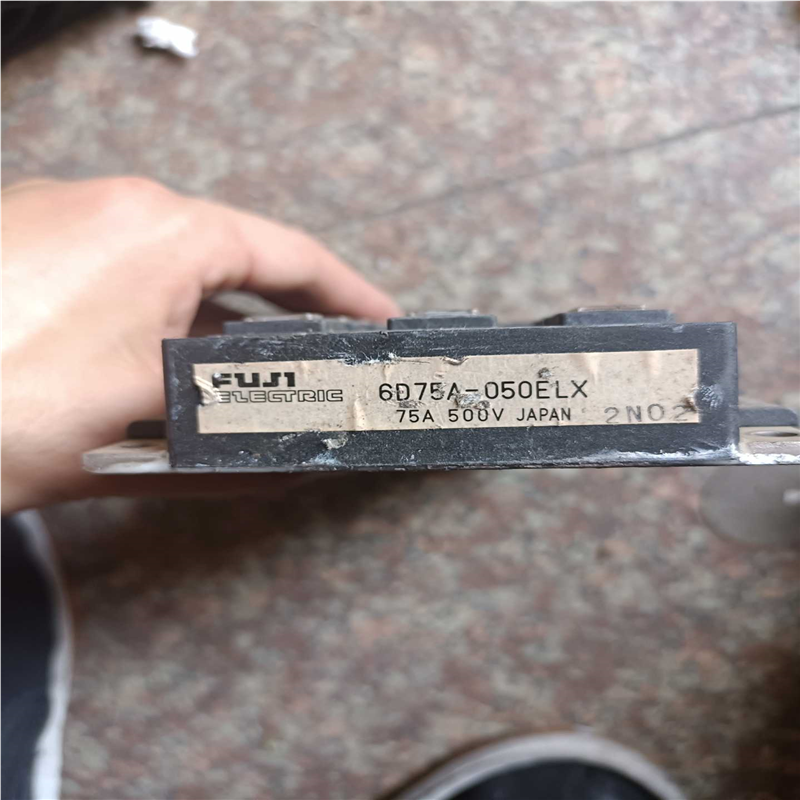 FUJI
ELECTRIC
6D75A-050ELX
75A 500V JAPAN
2N02